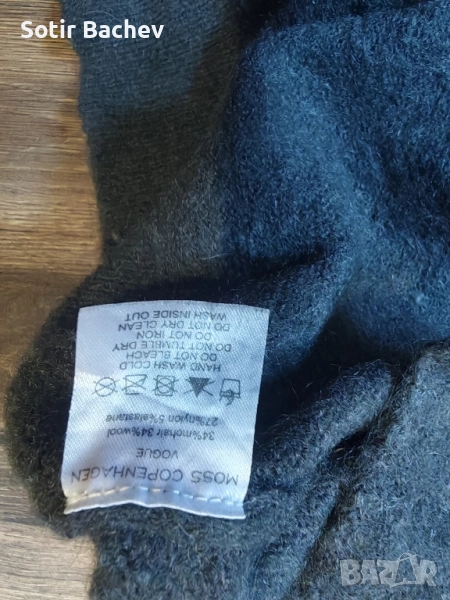 Sotir Bachev
MOSS COPENHAGEN
VOGUE
34%mohair 34%wool
27%nylon 5%elastane
HAND WASH COLD
DO NOT BLEACH
DO NOT TUMBLE DRY
DO NOT IRON
DO NOT DRY CLEAN
WASH INSIDE OUT
BAZAR